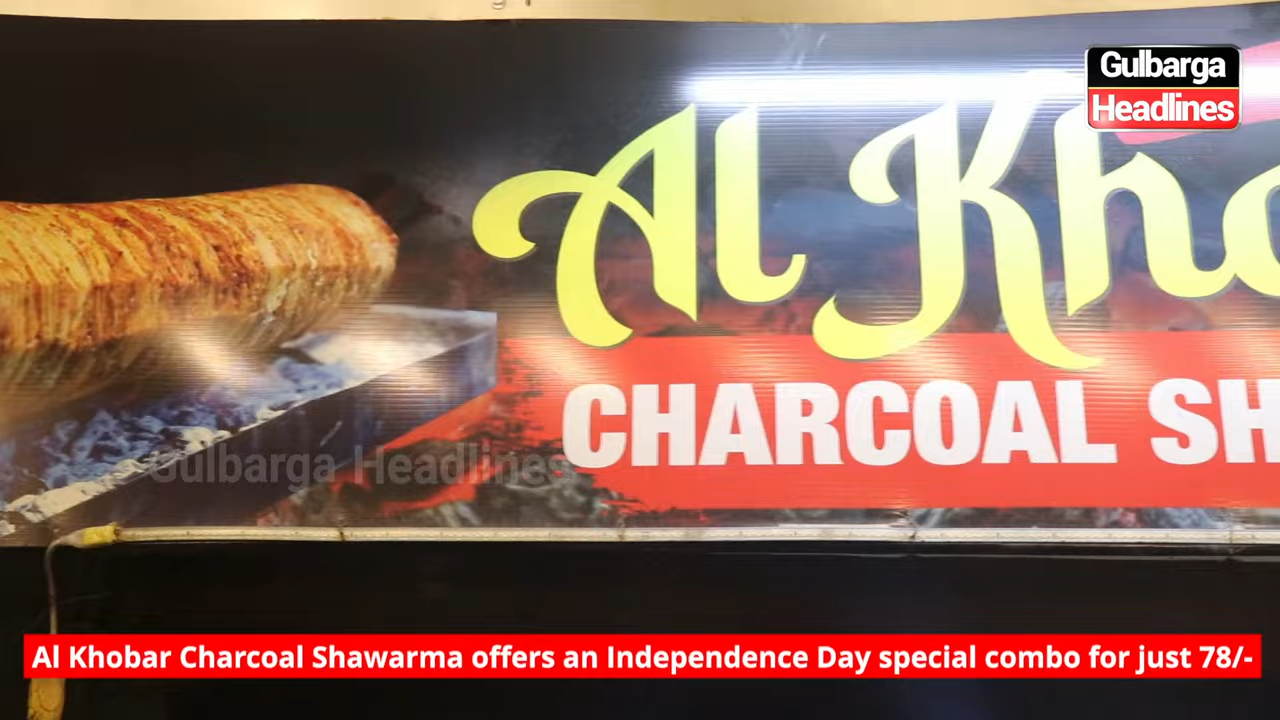 Gulbarga
Headlines
Al Kho
CHARCOAL SH
Gulbarga Headlines
Al Khobar Charcoal Shawarma offers an Independence Day special combo for just 78/-